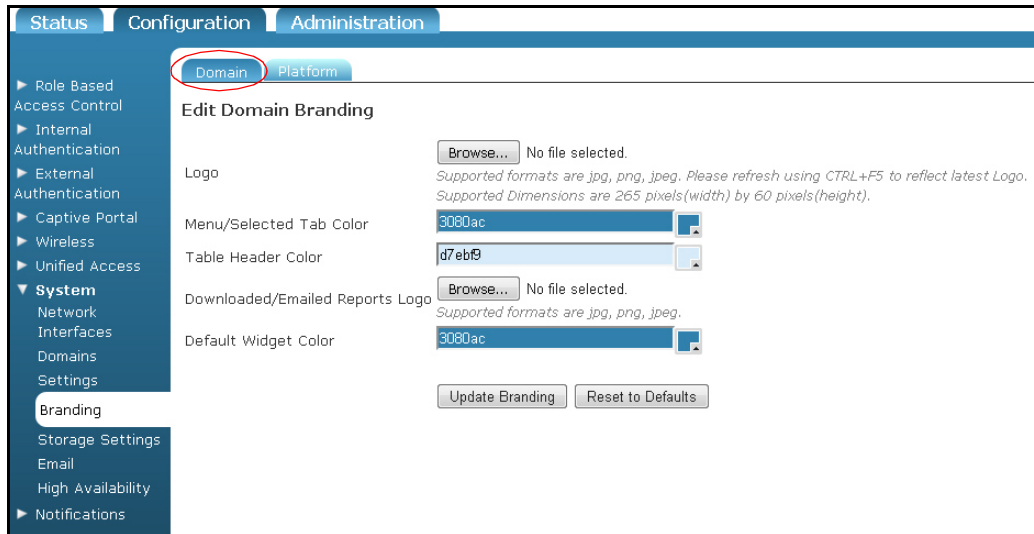 Status
Configuration
Administration
Role Based
Access Control
Internal
Authentication
External
Authentication
Captive Portal
Wireless
Unified Access
System
Network
Interfaces
Domains
Settings
Branding
Storage Settings
Email
High Availability
Notifications
Domain
Platform
Edit Domain Branding
Logo
Browse... No file selected.
Supported formats are jpg, png, jpeg. Please refresh using CTRL+F5 to reflect latest Logo.
Supported Dimensions are 265 pixels(width) by 60 pixels(height).
Menu/Selected Tab Color
3080ac
Table Header Color
d7ebf9
Downloaded/Emailed Reports Logo
Browse... No file selected.
Supported formats are jpg, png, jpeg.
Default Widget Color
3080ac
Update Branding
Reset to Defaults